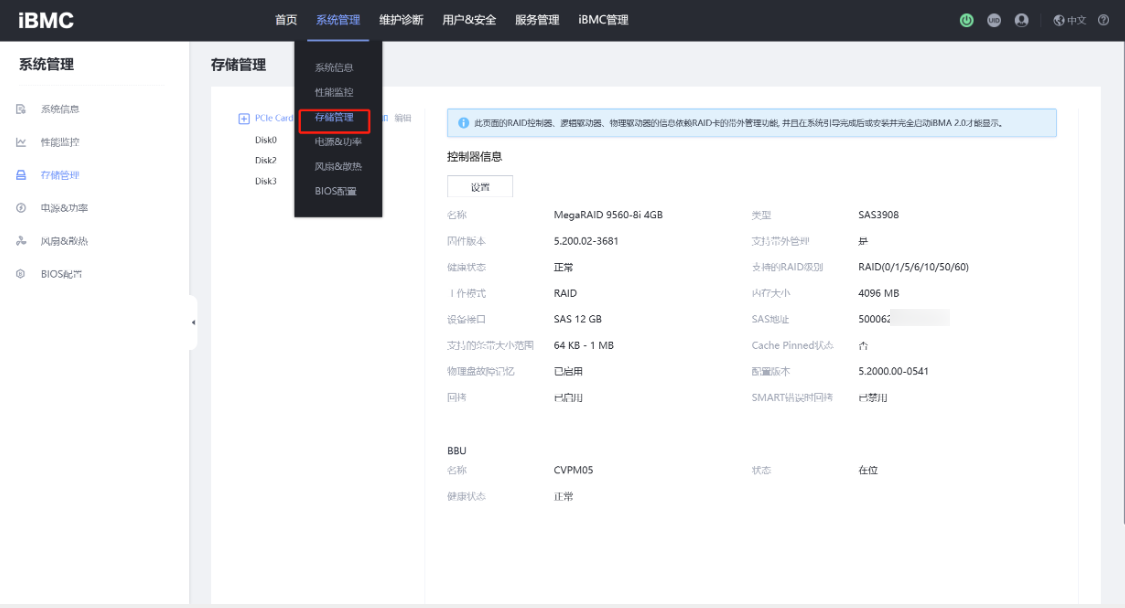 iBMC 首页 系统管理 维护诊断 用户&安全 服务管理 iBMC管理 UID 中文
系统管理
系统信息
性能监控
存储管理
电源&功率
风扇&散热
BIOS配置
存储管理
系统信息
性能监控
存储管理
电源&功率
风扇&散热
BIOS配置
PCIe Card 编辑
Disk0
Disk2
Disk3
此页面的RAID控制器、逻辑驱动器、物理驱动器的信息依赖RAID卡的带外管理功能, 并且在系统引导完成后或安装并完全启动iBMA 2.0才能显示。
控制器信息
设置
名称 MegaRAID 9560-8i 4GB 类型 SAS3908
固件版本 5.200.02-3681 支持带外管理 是
健康状态 正常 支持的RAID级别 RAID(0/1/5/6/10/50/60)
工作模式 RAID 内存大小 4096 MB
设备接口 SAS 12 GB SAS地址 500062
支持的条带大小范围 64 KB - 1 MB Cache Pinned状态 否
物理盘故障记忆 已启用 配置版本 5.2000.00-0541
回拷 已启用 SMART错误时回拷 已禁用
BBU
名称 CVPM05 状态 在位
健康状态 正常